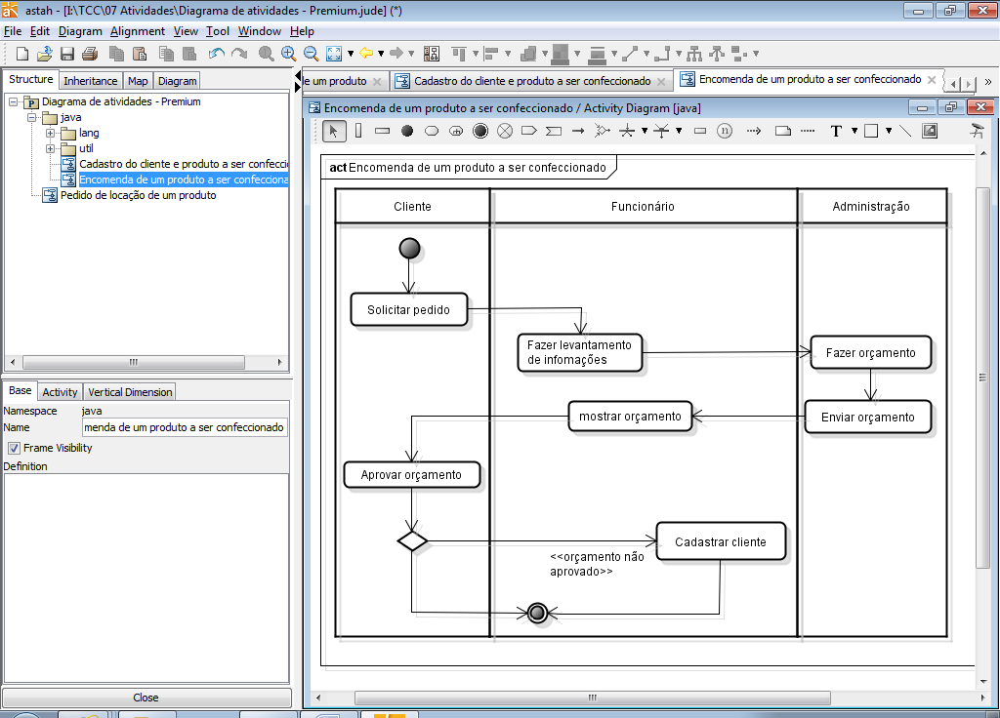 astah - [I:\TCC\07 Atividades\Diagrama de atividades - Premium.jude] (*)
File Edit Diagram Alignment View Tool Window Help
Structure Inheritance Map Diagram
Diagrama de atividades - Premium
java
lang
util
Cadastro do cliente e produto a ser confecci
Encomenda de um produto a ser confecciona
Pedido de locação de um produto
Base Activity Vertical Dimension
Namespace java
Name menda de um produto a ser confeccionado
Frame Visibility
Definition
Close
de um produto Cadastro do cliente e produto a ser confeccionado Encomenda de um produto a ser confeccionado
Encomenda de um produto a ser confeccionado / Activity Diagram [java]
T
act Encomenda de um produto a ser confeccionado
Cliente Funcionário Administração
Solicitar pedido
Fazer levantamento
de infomações
Fazer orçamento
mostrar orçamento
Enviar orçamento
Aprovar orçamento
Cadastrar cliente
<<orçamento não
aprovado>>